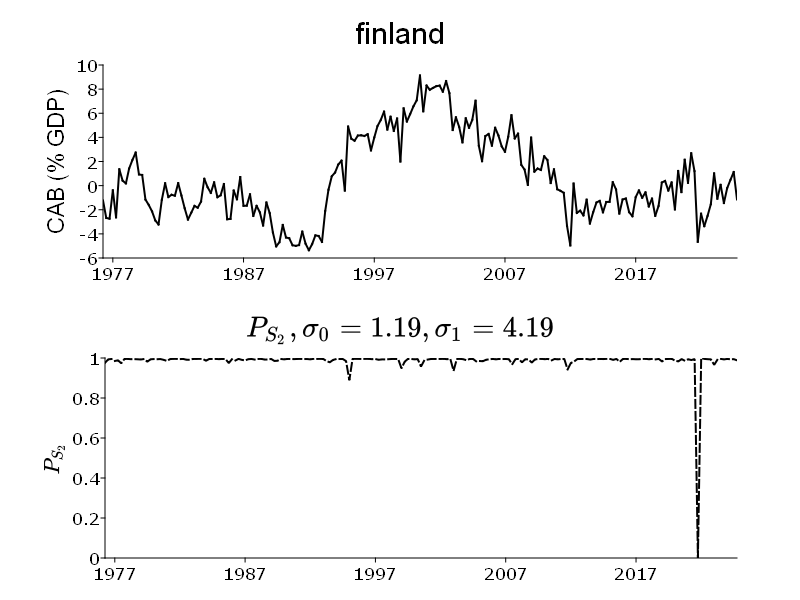 finland
CAB (% GDP)
10
8
6
4
2
0
-2
-4
-6
1977 1987 1997 2007 2017
P_{S_2}, σ_0 = 1.19, σ_1 = 4.19
P_{S_2}
1
0.8
0.6
0.4
0.2
0
1977 1987 1997 2007 2017